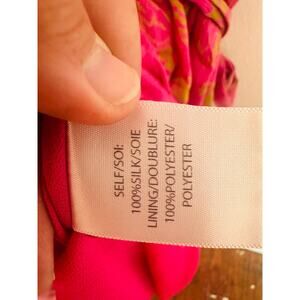 SELF/SOI:
100%SILK/SOIE
LINING/DOUBLURE:
100%POLYESTER/
POLYESTER